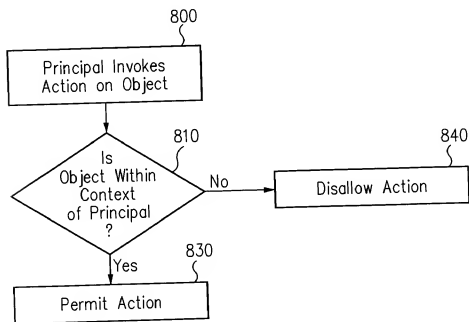 800
Principal Invokes
Action on Object
810
Is
Object Within
Context
of Principal
?
No
840
Disallow Action
Yes
830
Permit Action